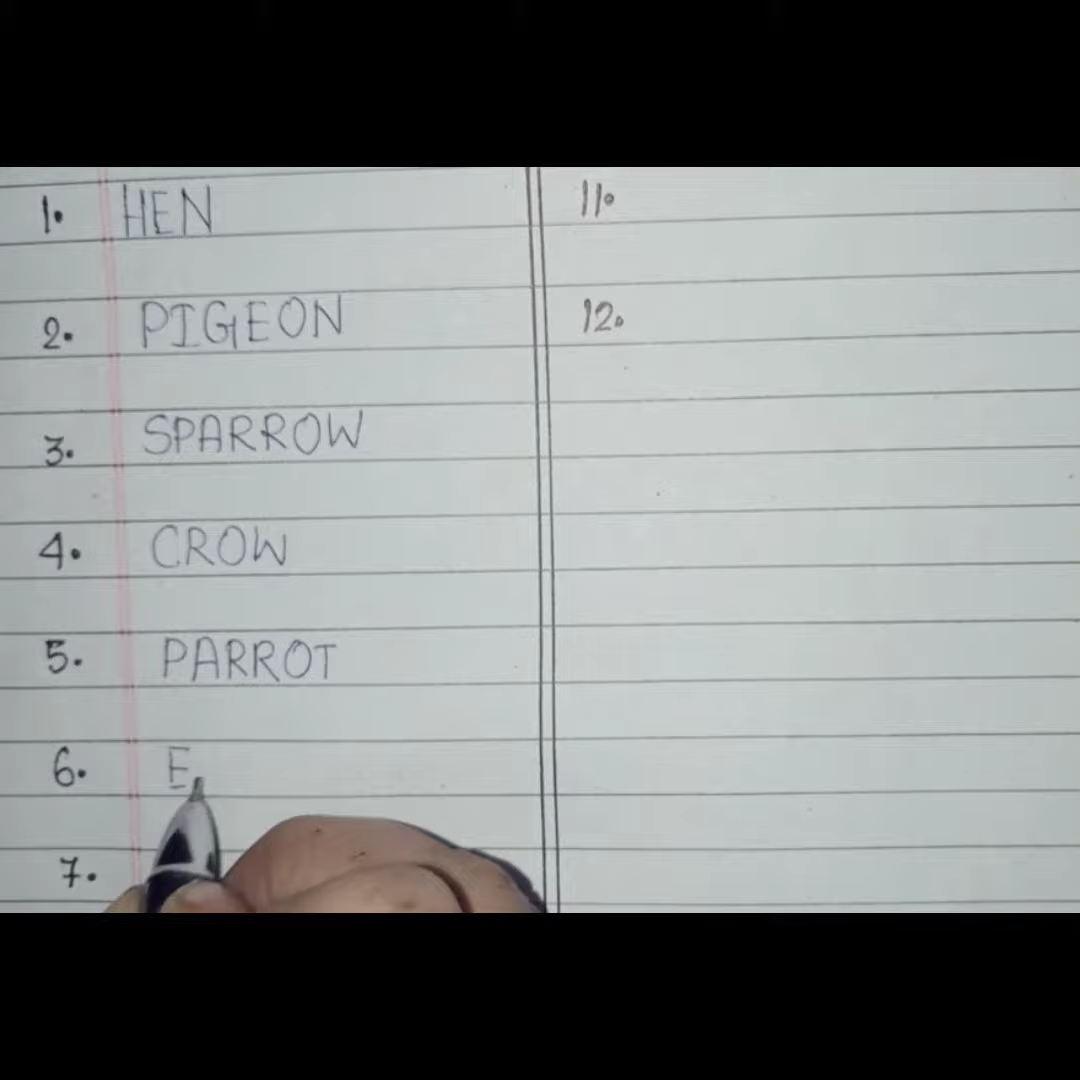 1. HEN
2. PIGEON
3. SPARROW
4. CROW
5. PARROT
6. E
7.
11.
12.